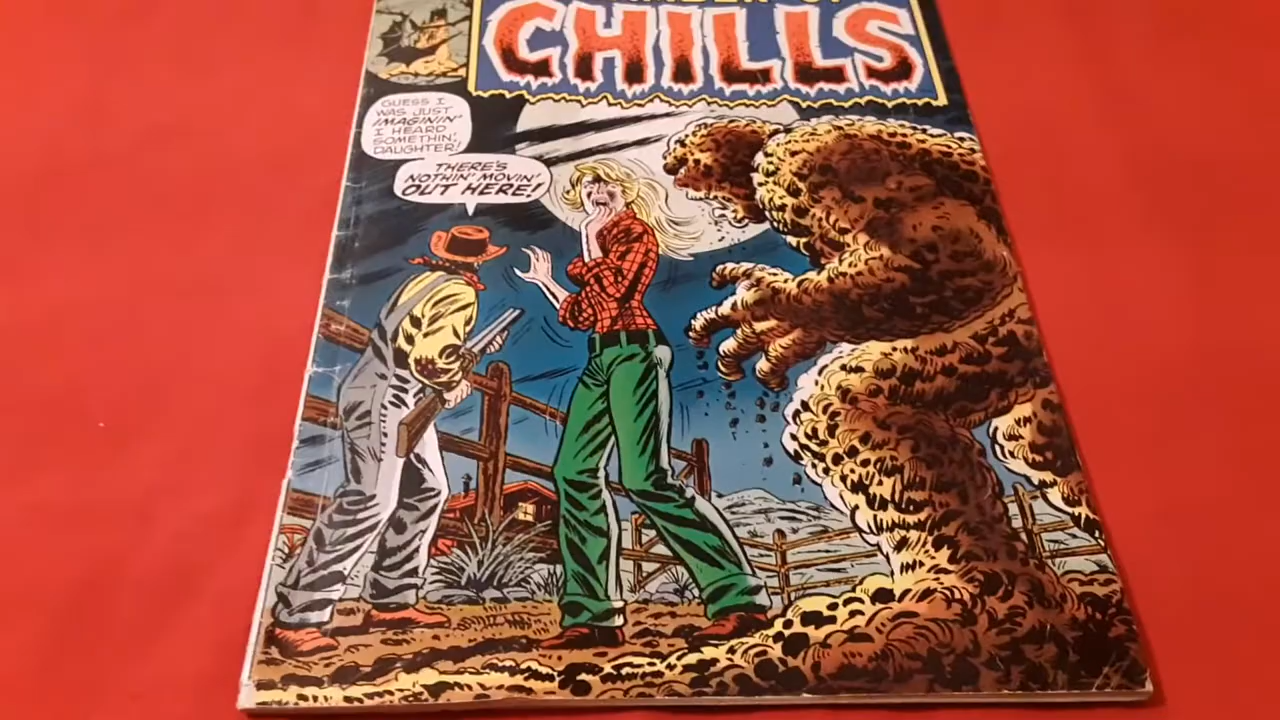 CHILLS
GUESS I
WAS JUST
IMAGININ'
I HEARD
SOMETHIN',
DAUGHTER!
THERE'S
NOTHIN' MOVIN'
OUT HERE!